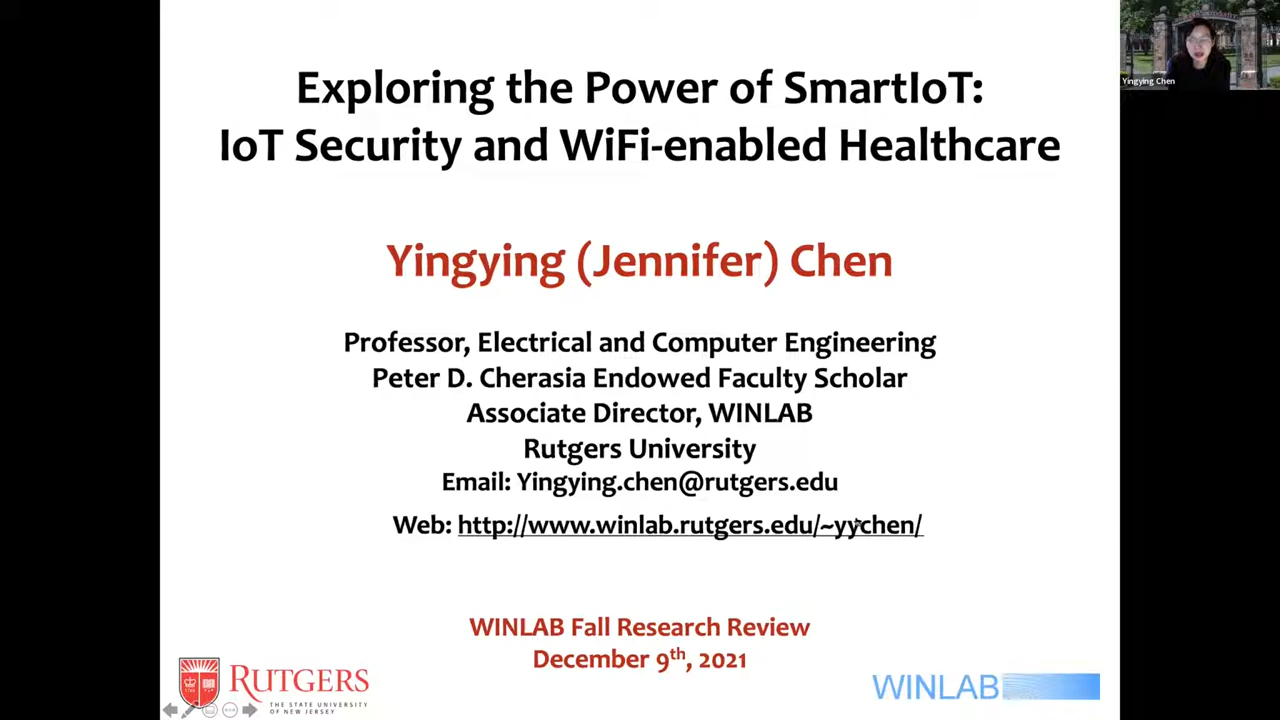 Exploring the Power of SmartIoT:
IoT Security and WiFi-enabled Healthcare
Yingying (Jennifer) Chen
Professor, Electrical and Computer Engineering
Peter D. Cherasia Endowed Faculty Scholar
Associate Director, WINLAB
Rutgers University
Email: Yingying.chen@rutgers.edu
Web: http://www.winlab.rutgers.edu/~yychen/
WINLAB Fall Research Review
December 9th, 2021
RUTGERS
THE STATE UNIVERSITY
OF NEW JERSEY
WINLAB
Yingying Chen